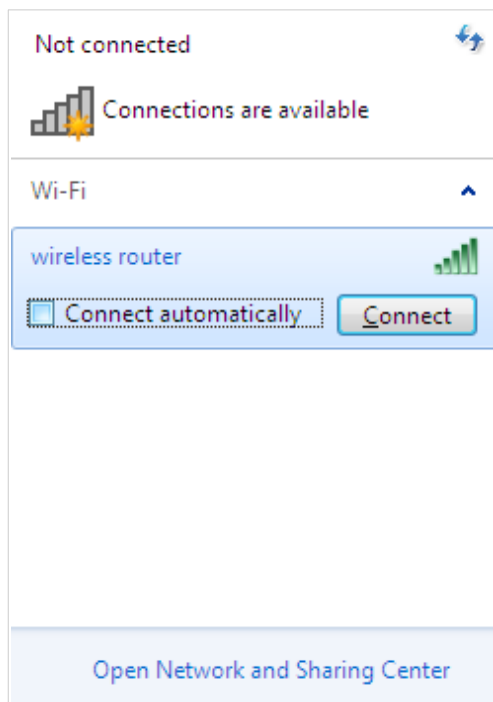 Not connected
Connections are available
Wi-Fi
wireless router
Connect automatically
Connect
Open Network and Sharing Center